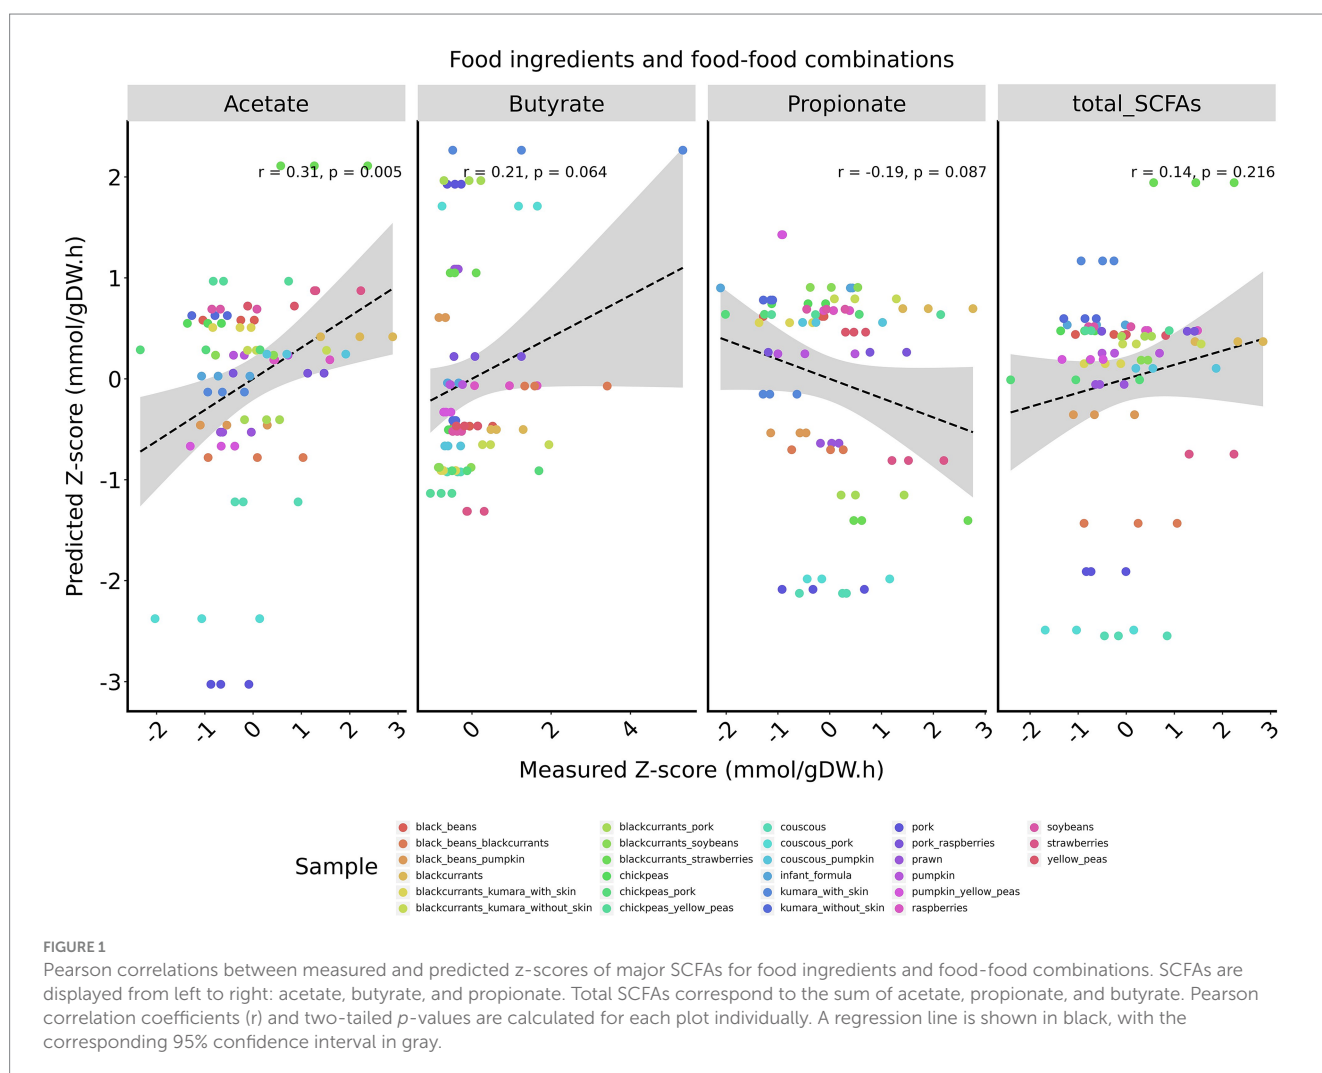 Food ingredients and food-food combinations
Acetate
Butyrate
Propionate
total_SCFAs
r = 0.31, p = 0.005
r = 0.21, p = 0.064
r = -0.19, p = 0.087
r = 0.14, p = 0.216
Predicted Z-score (mmol/gDW.h)
2
1
0
-1
-2
-3
-2 -1 0 1 2 3
0 2 4
-2 -1 0 1 2 3
-2 -1 0 1 2 3
Measured Z-score (mmol/gDW.h)
Sample
black_beans
black_beans_blackcurrants
black_beans_pumpkin
blackcurrants
blackcurrants_kumara_with_skin
blackcurrants_kumara_without_skin
blackcurrants_pork
blackcurrants_soybeans
blackcurrants_strawberries
chickpeas
chickpeas_pork
chickpeas_yellow_peas
couscous
couscous_pork
couscous_pumpkin
infant_formula
kumara_with_skin
kumara_without_skin
pork
pork_raspberries
prawn
pumpkin
pumpkin_yellow_peas
raspberries
soybeans
strawberries
yellow_peas
FIGURE 1
Pearson correlations between measured and predicted z-scores of major SCFAs for food ingredients and food-food combinations. SCFAs are
displayed from left to right: acetate, butyrate, and propionate. Total SCFAs correspond to the sum of acetate, propionate, and butyrate. Pearson
correlation coefficients (r) and two-tailed p-values are calculated for each plot individually. A regression line is shown in black, with the
corresponding 95% confidence interval in gray.